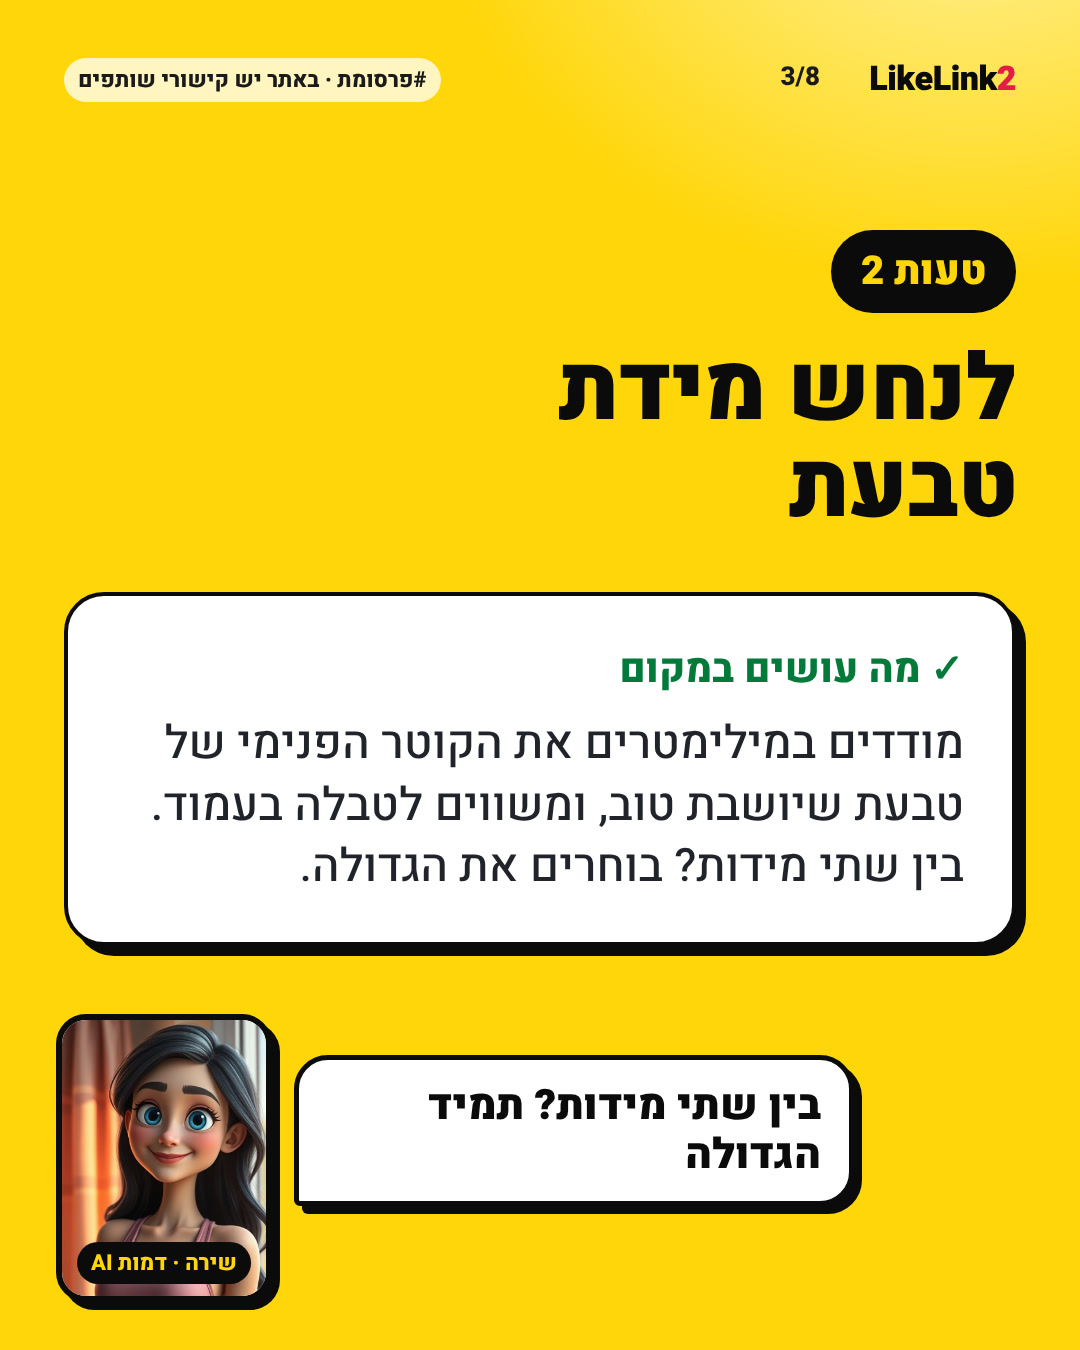 LikeLink2
3/8
#פרסומת · באתר יש קישורי שותפים
טעות 2
לנחש מידת
טבעת
✓ מה עושים במקום
מודדים במילימטרים את הקוטר הפנימי של
טבעת שיושבת טוב, ומשווים לטבלה בעמוד.
בין שתי מידות? בוחרים את הגדולה.
בין שתי מידות? תמיד
הגדולה
שירה · דמות AI